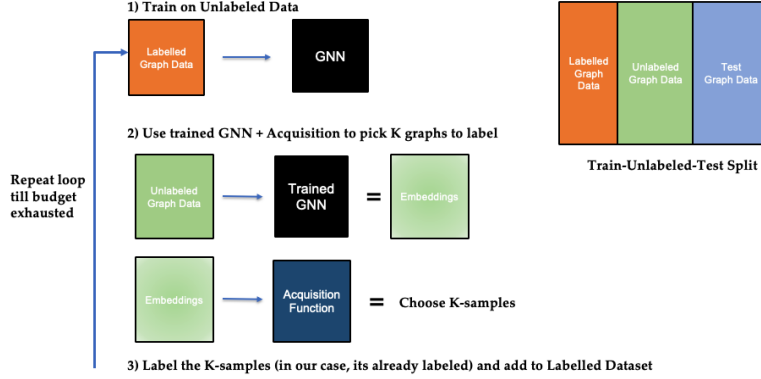 1) Train on Unlabeled Data
Labelled
Graph Data
GNN
Labelled
Graph
Data
Unlabeled
Graph Data
Test
Graph Data
Train-Unlabeled-Test Split
2) Use trained GNN + Acquisition to pick K graphs to label
Repeat loop
till budget
exhausted
Unlabeled
Graph Data
Trained
GNN
=
Embeddings
Embeddings
Acquisition
Function
=
Choose K-samples
3) Label the K-samples (in our case, its already labeled) and add to Labelled Dataset